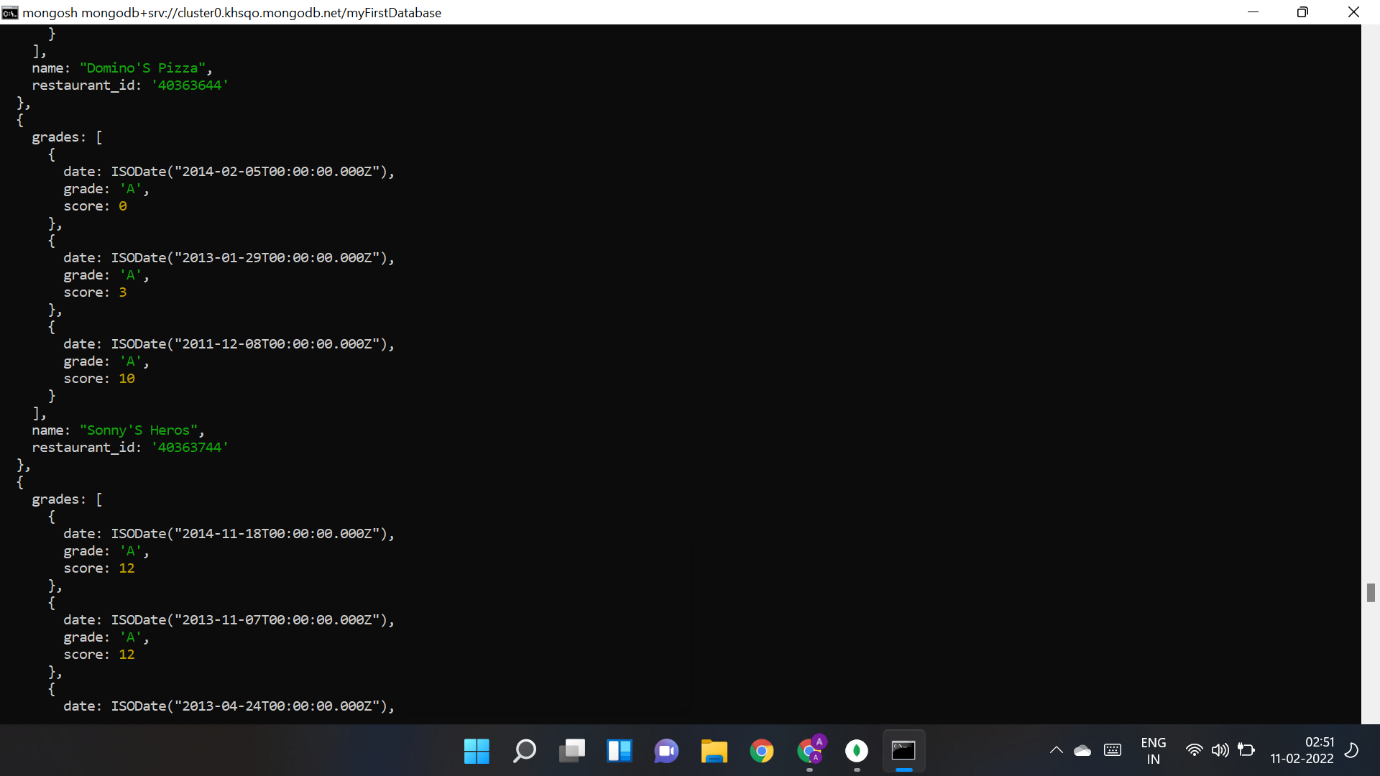 mongosh mongodb+srv://cluster0.khsqo.mongodb.net/myFirstDatabase
}
],
name: "Domino'S Pizza",
restaurant_id: '40363644'
},
{
grades: [
{
date: ISODate("2014-02-05T00:00:00.000Z"),
grade: 'A',
score: 0
},
{
date: ISODate("2013-01-29T00:00:00.000Z"),
grade: 'A',
score: 3
},
{
date: ISODate("2011-12-08T00:00:00.000Z"),
grade: 'A',
score: 10
}
],
name: "Sonny'S Heros",
restaurant_id: '40363744'
},
{
grades: [
{
date: ISODate("2014-11-18T00:00:00.000Z"),
grade: 'A',
score: 12
},
{
date: ISODate("2013-11-07T00:00:00.000Z"),
grade: 'A',
score: 12
},
{
date: ISODate("2013-04-24T00:00:00.000Z"),
A
A
ENG
IN
02:51
11-02-2022